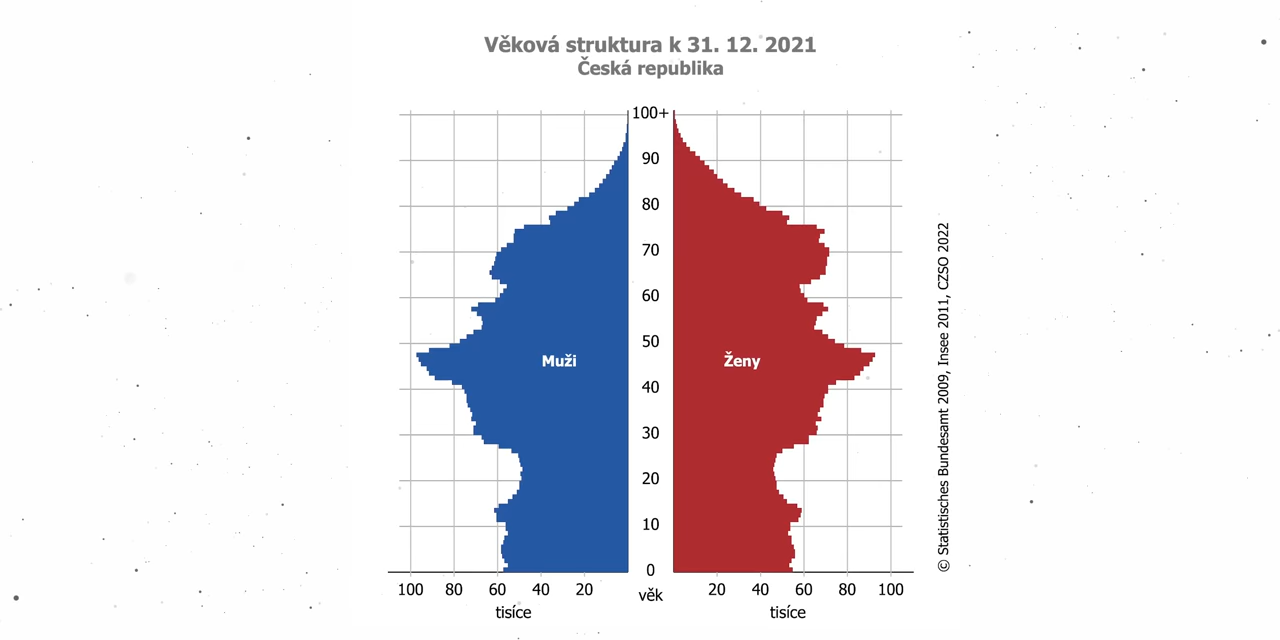 Věková struktura k 31. 12. 2021
Česká republika
100+
90
80
70
60
50
40
30
20
10
0
Muži
Ženy
100 80 60 40 20
věk
20 40 60 80 100
tisíce
tisíce
© Statistisches Bundesamt 2009, Insee 2011, CZSO 2022